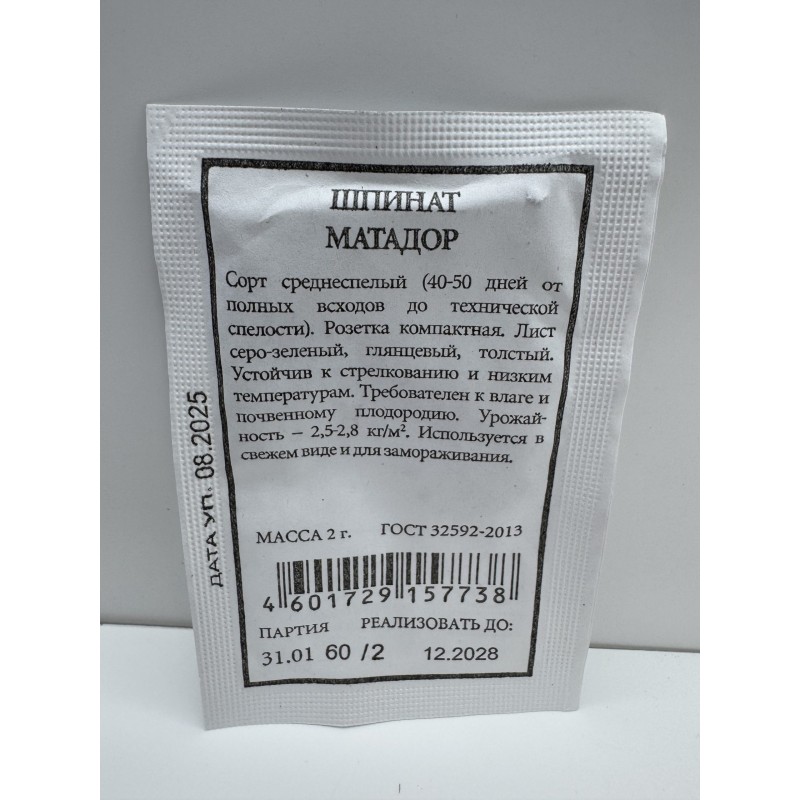 ШПИНАТ
МАТАДОР
Сорт среднеспелый (40-50 дней от
полных всходов до технической
спелости). Розетка компактная. Лист
серо-зеленый, глянцевый, толстый.
Устойчив к стрелкованию и низким
температурам. Требователен к влаге и
почвенному плодородию. Урожай-
ность – 2,5-2,8 кг/м². Используется в
свежем виде и для замораживания.
МАССА 2 г. ГОСТ 32592-2013
4 601729 157738
ПАРТИЯ РЕАЛИЗОВАТЬ ДО:
31.01 60 /2 12.2028
ДАТА УП. 08.2025